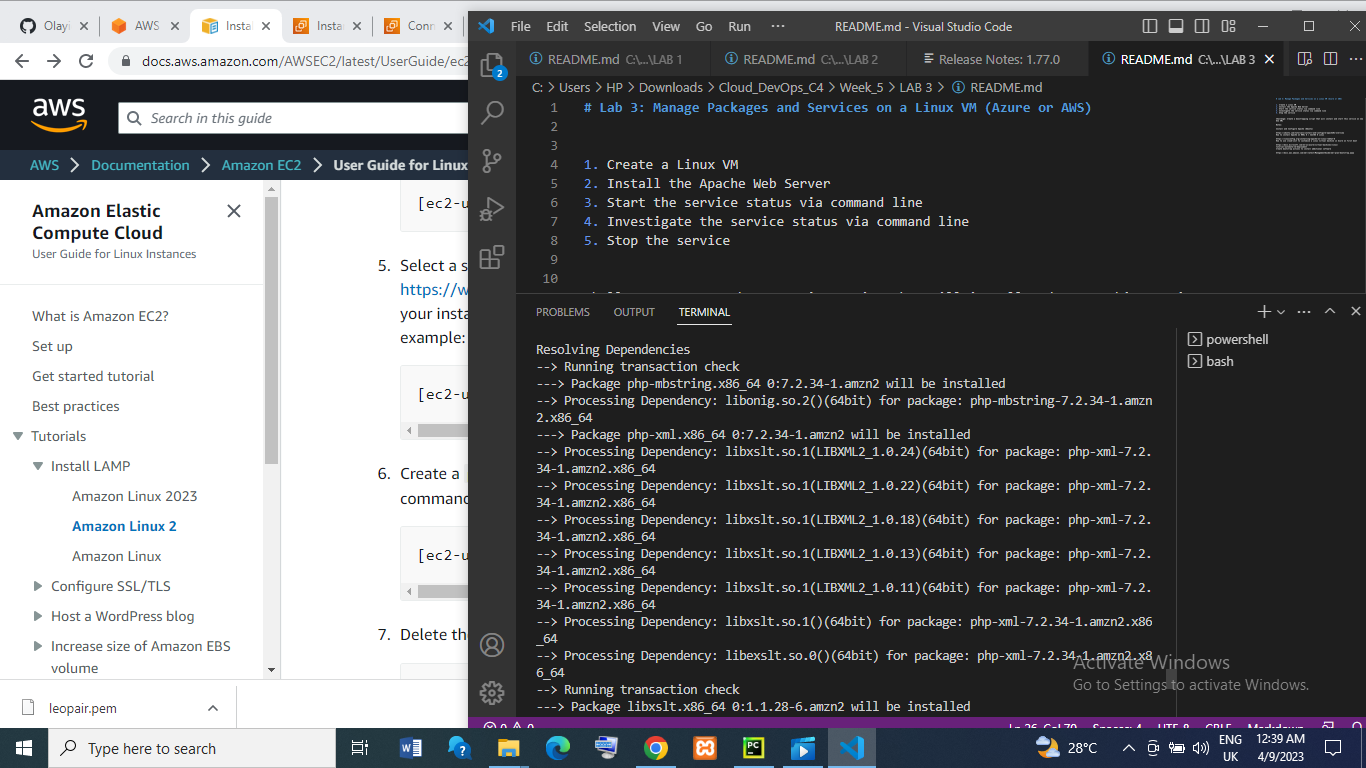 Olayi
AWS
Instal
Instan
Conn
docs.aws.amazon.com/AWSEC2/latest/UserGuide/ec2
aws
Search in this guide
AWS > Documentation > Amazon EC2 > User Guide for Linux
Amazon Elastic
Compute Cloud
User Guide for Linux Instances
What is Amazon EC2?
Set up
Get started tutorial
Best practices
Tutorials
Install LAMP
Amazon Linux 2023
Amazon Linux 2
Amazon Linux
Configure SSL/TLS
Host a WordPress blog
Increase size of Amazon EBS
volume
[ec2-u
5. Select a s
https://w
your insta
example:
[ec2-u
6. Create a
command
[ec2-u
7. Delete the
leopair.pem
File Edit Selection View Go Run ··· README.md - Visual Studio Code
README.md C:\...\LAB 1
README.md C:\...\LAB 2
Release Notes: 1.77.0
README.md C:\...\LAB 3
2
C: > Users > HP > Downloads > Cloud_DevOps_C4 > Week_5 > LAB 3 > README.md
1 # Lab 3: Manage Packages and Services on a Linux VM (Azure or AWS)
2
3
4 1. Create a Linux VM
5 2. Install the Apache Web Server
6 3. Start the service status via command line
7 4. Investigate the service status via command line
8 5. Stop the service
9
10
PROBLEMS OUTPUT TERMINAL
powershell
bash
Resolving Dependencies
--> Running transaction check
---> Package php-mbstring.x86_64 0:7.2.34-1.amzn2 will be installed
--> Processing Dependency: libonig.so.2()(64bit) for package: php-mbstring-7.2.34-1.amzn
2.x86_64
---> Package php-xml.x86_64 0:7.2.34-1.amzn2 will be installed
--> Processing Dependency: libxslt.so.1(LIBXML2_1.0.24)(64bit) for package: php-xml-7.2.
34-1.amzn2.x86_64
--> Processing Dependency: libxslt.so.1(LIBXML2_1.0.22)(64bit) for package: php-xml-7.2.
34-1.amzn2.x86_64
--> Processing Dependency: libxslt.so.1(LIBXML2_1.0.18)(64bit) for package: php-xml-7.2.
34-1.amzn2.x86_64
--> Processing Dependency: libxslt.so.1(LIBXML2_1.0.13)(64bit) for package: php-xml-7.2.
34-1.amzn2.x86_64
--> Processing Dependency: libxslt.so.1(LIBXML2_1.0.11)(64bit) for package: php-xml-7.2.
34-1.amzn2.x86_64
--> Processing Dependency: libxslt.so.1()(64bit) for package: php-xml-7.2.34-1.amzn2.x86
_64
--> Processing Dependency: libexslt.so.0()(64bit) for package: php-xml-7.2.34-1.amzn2.x8
6_64
--> Running transaction check
---> Package libxslt.x86_64 0:1.1.28-6.amzn2 will be installed
Activate Windows
Go to Settings to activate Windows.
Type here to search
28°C
ENG
UK
12:39 AM
4/9/2023